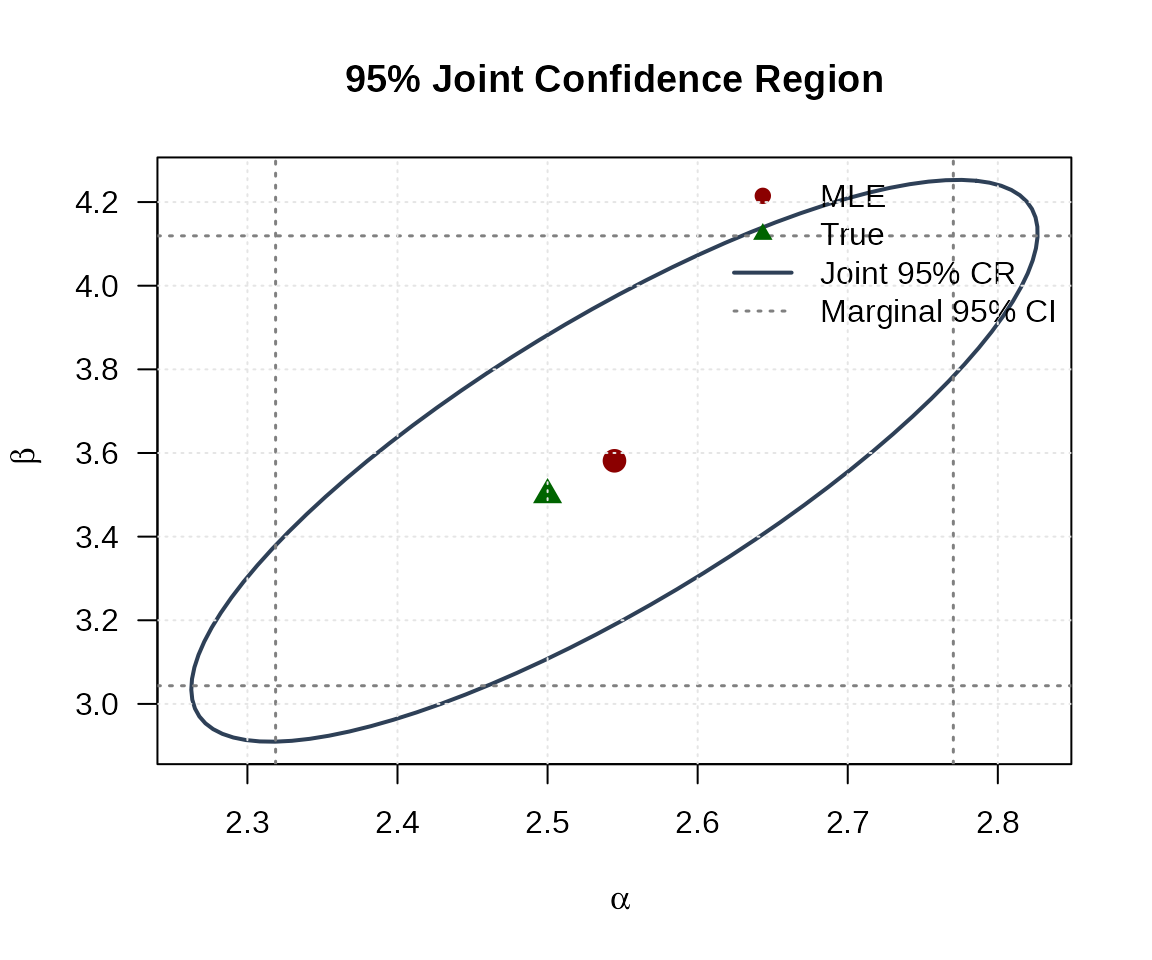 95% Joint Confidence Region
MLE
True
Joint 95% CR
Marginal 95% CI
4.2
4.0
3.8
3.6
3.4
3.2
3.0
β
2.3 2.4 2.5 2.6 2.7 2.8
α